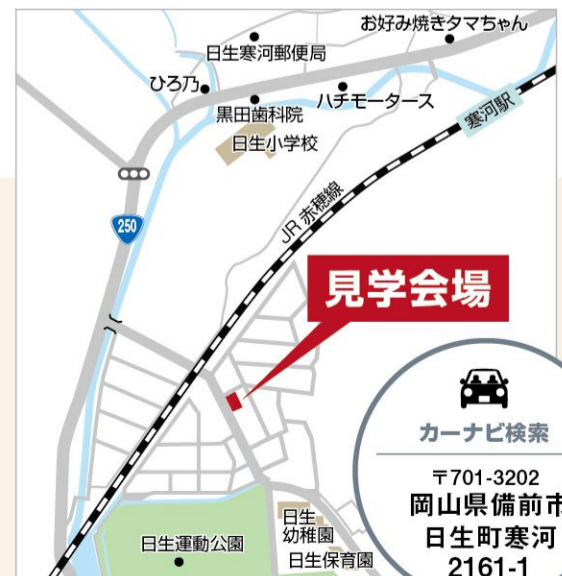 お好み焼きタマちゃん
日生寒河郵便局
ひろ乃
ハチモータース
黒田歯科院
寒河駅
日生小学校
JR赤穂線
250
見学会場
カーナビ検索
〒701-3202
岡山県備前市
日生町寒河
2161-1
日生
幼稚園
日生運動公園
日生保育園